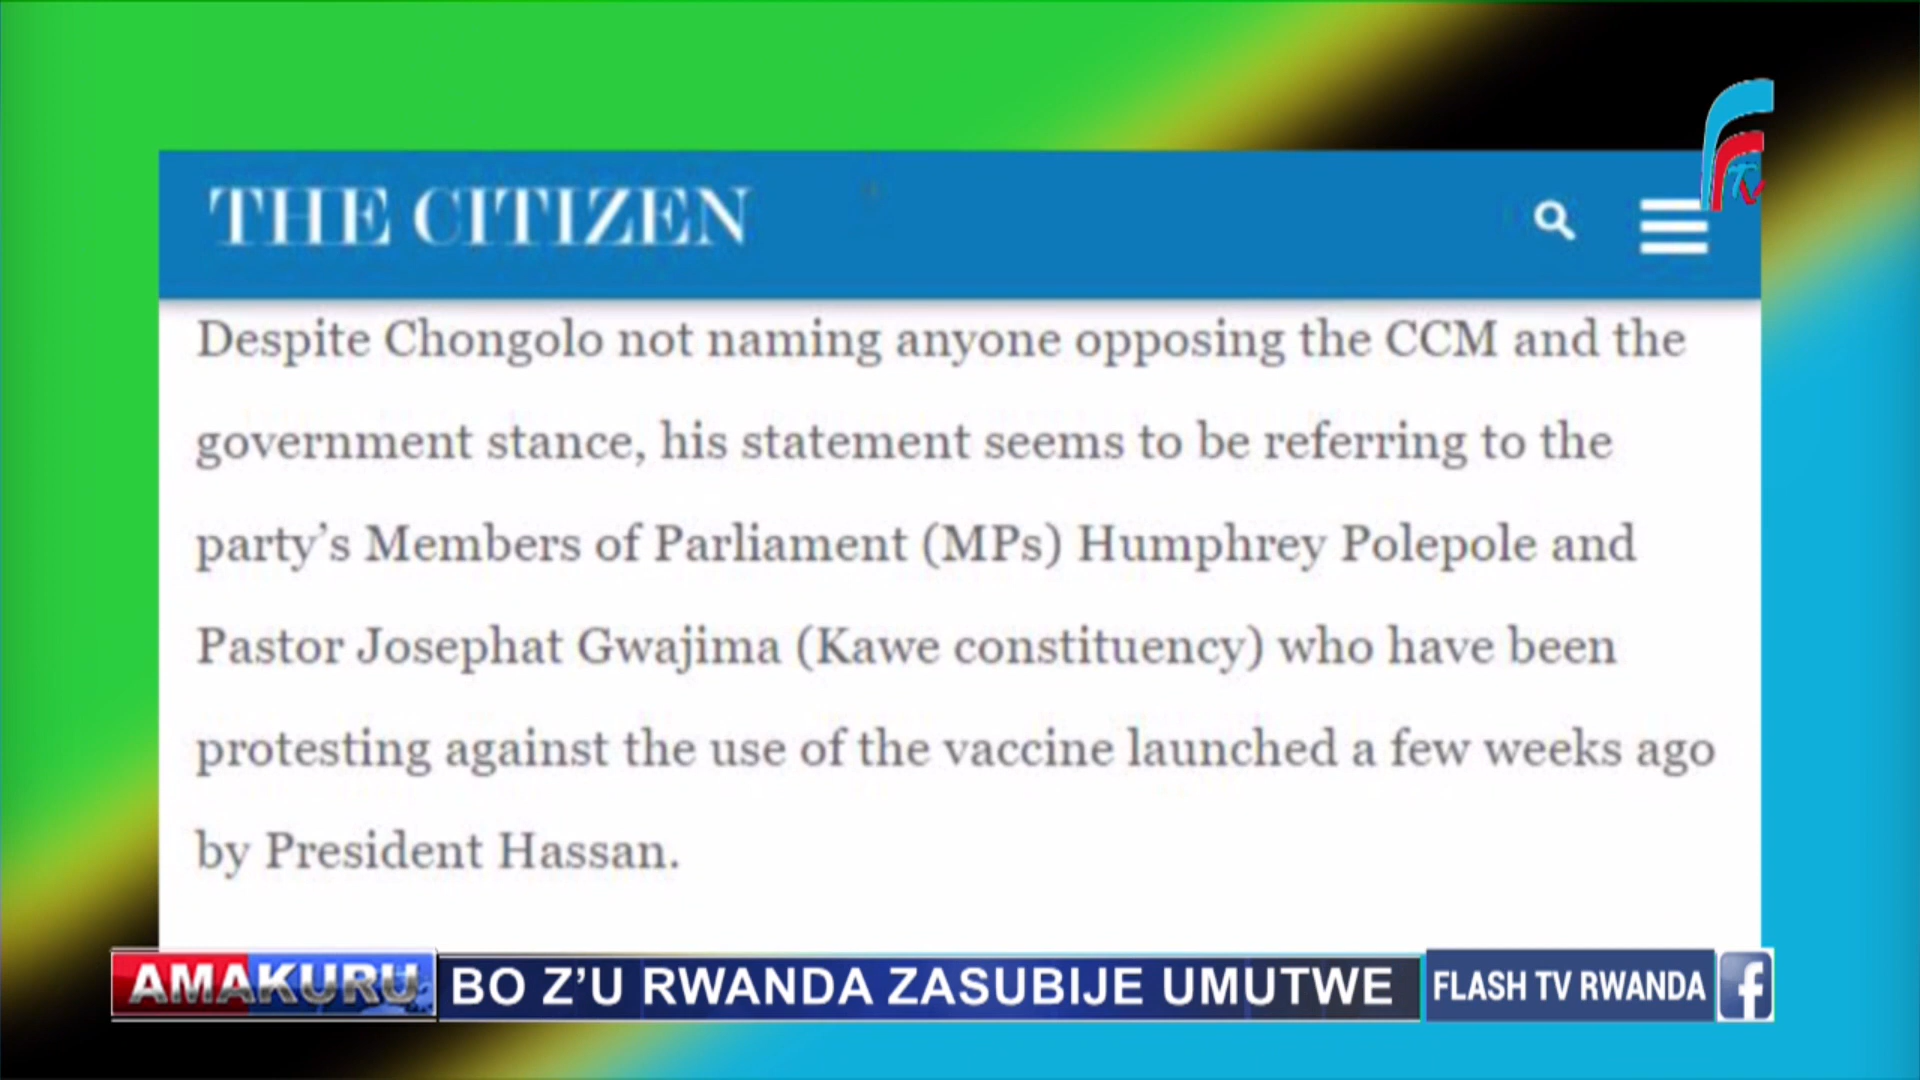 THE CITIZEN
Despite Chongolo not naming anyone opposing the CCM and the
government stance, his statement seems to be referring to the
party’s Members of Parliament (MPs) Humphrey Polepole and
Pastor Josephat Gwajima (Kawe constituency) who have been
protesting against the use of the vaccine launched a few weeks ago
by President Hassan.
AMAKURU BO Z’U RWANDA ZASUBIJE UMUTWE FLASH TV RWANDA f
TV